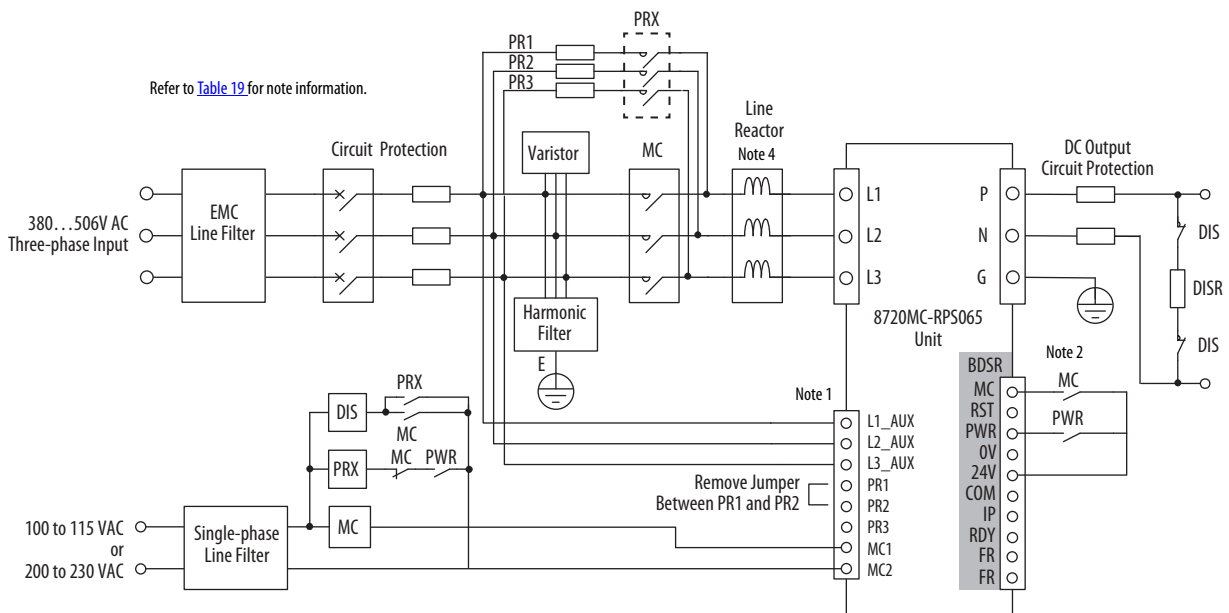 PRX
PR1
PR2
PR3
Refer to Table 19 for note information.
Line
Reactor
Note 4
Circuit Protection
Varistor
MC
DC Output
Circuit Protection
EMC
Line Filter
380...506V AC
Three-phase Input
L1
L2
L3
P
N
G
DIS
DISR
DIS
Harmonic
Filter
E
8720MC-RPS065
Unit
Note 1
Note 2
BDSR
MC
RST
PWR
0V
24V
COM
IP
RDY
FR
FR
MC
PWR
PRX
DIS
MC
PRX
MC
PWR
MC
L1_AUX
L2_AUX
L3_AUX
PR1
PR2
PR3
MC1
MC2
Remove Jumper
Between PR1 and PR2
100 to 115 VAC
or
200 to 230 VAC
Single-phase
Line Filter